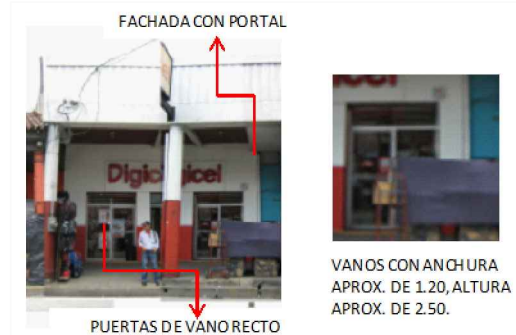 FACHADA CON PORTAL
Digicel
gicel
VANOS CON ANCHURA
APROX. DE 1.20, ALTURA
APROX. DE 2.50.
PUERTAS DE VANO RECTO